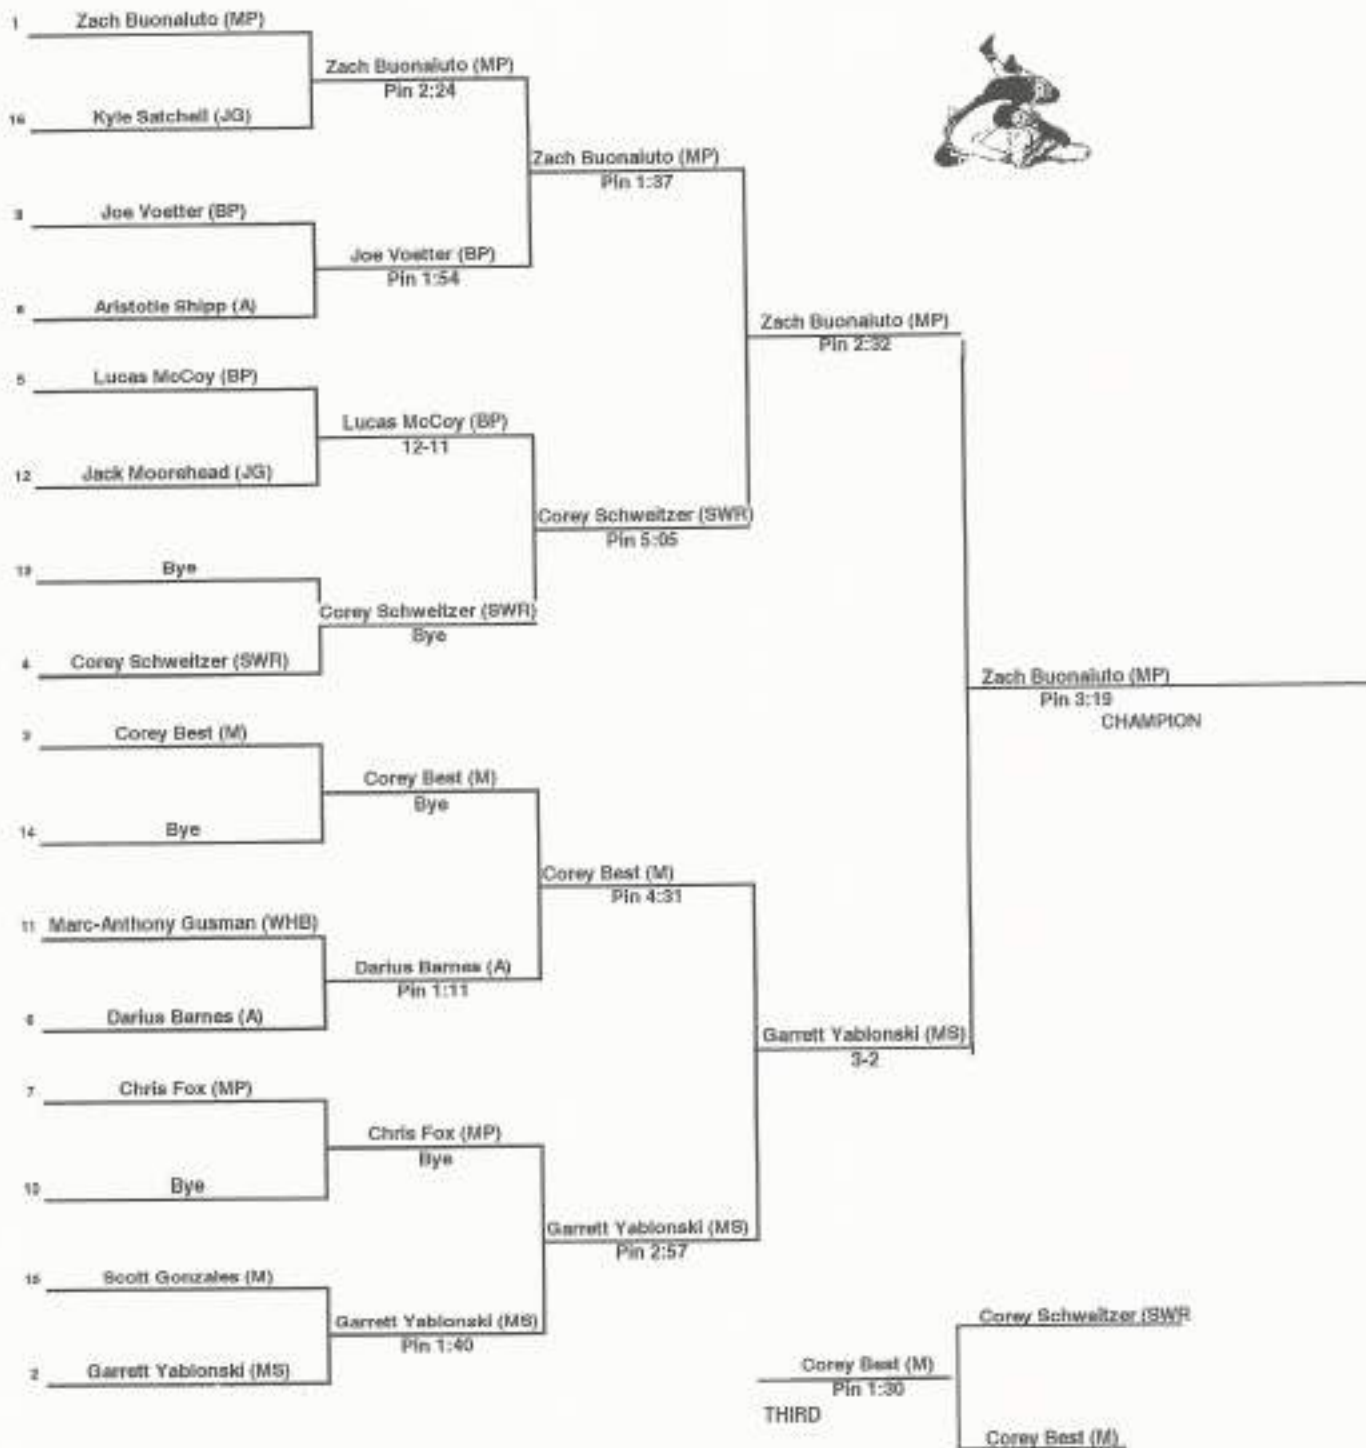 1 Zach Buonaiuto (MP)
Zach Buonaiuto (MP)
Pin 2:24
16 Kyle Satchell (JG)
Zach Buonaiuto (MP)
Pin 1:37
Joe Voetter (BP)
Joe Voetter (BP)
Pin 1:54
Aristotle Shipp (A)
Zach Buonaiuto (MP)
Pin 2:32
5 Lucas McCoy (BP)
Lucas McCoy (BP)
12-11
12 Jack Moorehead (JG)
Corey Schweitzer (SWR)
Pin 5:05
Bye
Corey Schweitzer (SWR)
Bye
4 Corey Schweitzer (SWR)
Zach Buonaiuto (MP)
Pin 3:19
CHAMPION
Corey Best (M)
Corey Best (M)
Bye
14 Bye
Corey Best (M)
Pin 4:31
11 Marc-Anthony Gusman (WHB)
Darius Barnes (A)
Pin 1:11
6 Darius Barnes (A)
Garrett Yablonski (MS)
3-2
7 Chris Fox (MP)
Chris Fox (MP)
Bye
10 Bye
Garrett Yablonski (MS)
Pin 2:57
15 Scott Gonzales (M)
Garrett Yablonski (MS)
Pin 1:40
2 Garrett Yablonski (MS)
Corey Schweitzer (SWR
Corey Best (M)
Pin 1:30
THIRD
Corey Best (M)